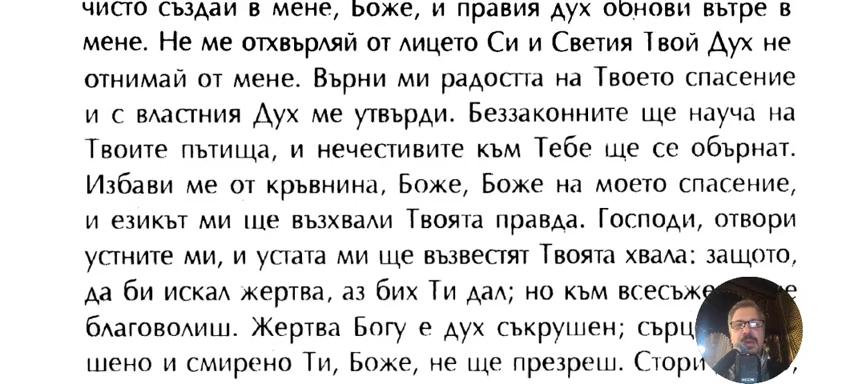 чисто създай в мене, Боже, и правия дух обнови вътре в
мене. Не ме отхвърляй от лицето Си и Светия Твой Дух не
отнимай от мене. Върни ми радостта на Твоето спасение
и с властния Дух ме утвърди. Беззаконните ще науча на
Твоите пътища, и нечестивите към Тебе ще се обърнат.
Избави ме от кръвнина, Боже, Боже на моето спасение,
и езикът ми ще възхвали Твоята правда. Господи, отвори
устните ми, и устата ми ще възвестят Твоята хвала: защото,
да би искал жертва, аз бих Ти дал; но към
благоволиш. Жертва Богу е дух съкрушен;
шено и смирено Ти, Боже, не ще презреш.